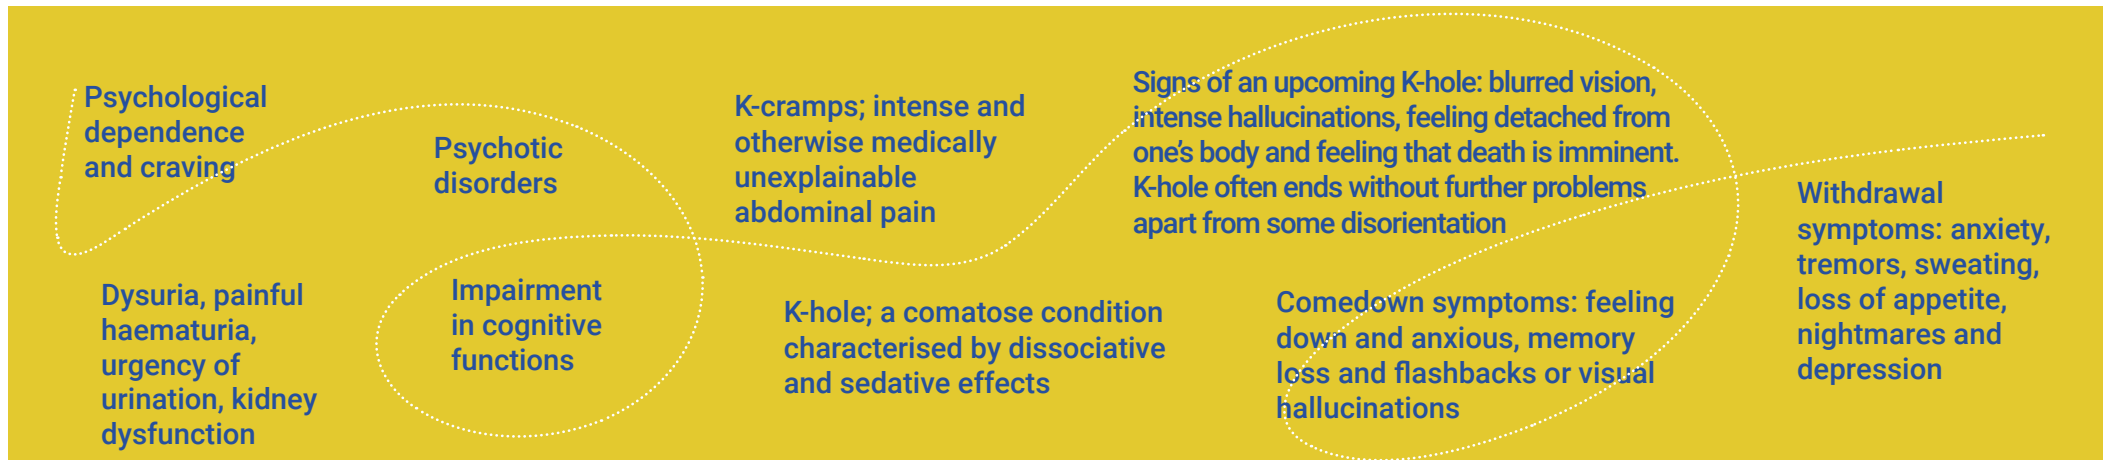 Psychological
dependence
and craving
Dysuria, painful
haematuria,
urgency of
urination, kidney
dysfunction
Psychotic
disorders
Impairment
in cognitive
functions
K-cramps; intense and
otherwise medically
unexplainable
abdominal pain
K-hole; a comatose condition
characterised by dissociative
and sedative effects
Signs of an upcoming K-hole: blurred vision,
intense hallucinations, feeling detached from
one’s body and feeling that death is imminent.
K-hole often ends without further problems
apart from some disorientation
Comedown symptoms: feeling
down and anxious, memory
loss and flashbacks or visual
hallucinations
Withdrawal
symptoms: anxiety,
tremors, sweating,
loss of appetite,
nightmares and
depression